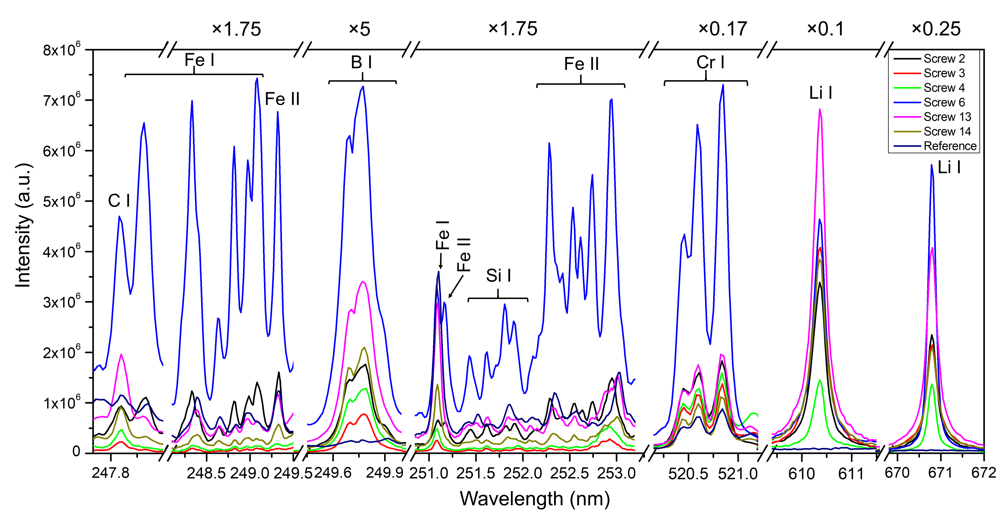 ×1.75 ×5 ×1.75 ×0.17 ×0.1 ×0.25
8x10⁶
7x10⁶
6x10⁶
5x10⁶
4x10⁶
3x10⁶
2x10⁶
1x10⁶
0
Intensity (a.u.)
C I
Fe I
Fe II
B I
Fe I
Fe II
Si I
Fe II
Cr I
Li I
Li I
Screw 2
Screw 3
Screw 4
Screw 6
Screw 13
Screw 14
Reference
247.8 248.5 249.0 249.5 249.6 249.9 251.0 251.5 252.0 252.5 253.0 520.5 521.0 610 611 670 671 672
Wavelength (nm)